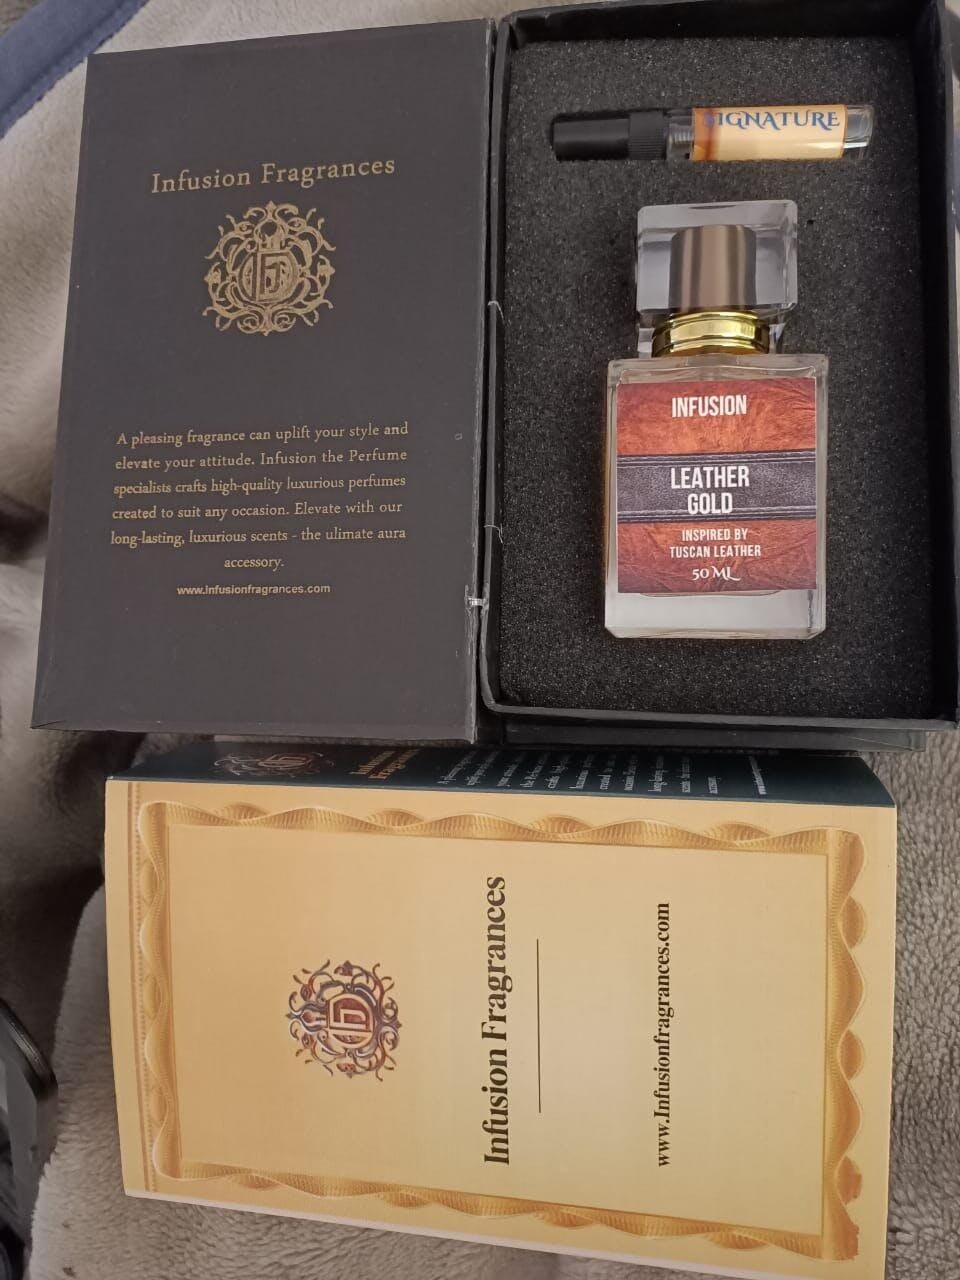 Infusion Fragrances
A pleasing fragrance can uplift your style and
elevate your attitude. Infusion the Perfume
specialists crafts high-quality luxurious perfumes
created to suit any occasion. Elevate with our
long-lasting, luxurious scents - the ulimate aura
accessory.
www.Infusionfragrances.com
SIGNATURE
INFUSION
LEATHER
GOLD
INSPIRED BY
TUSCAN LEATHER
50 ML
Infusion
Fragrances
Infusion Fragrances
www.Infusionfragrances.com